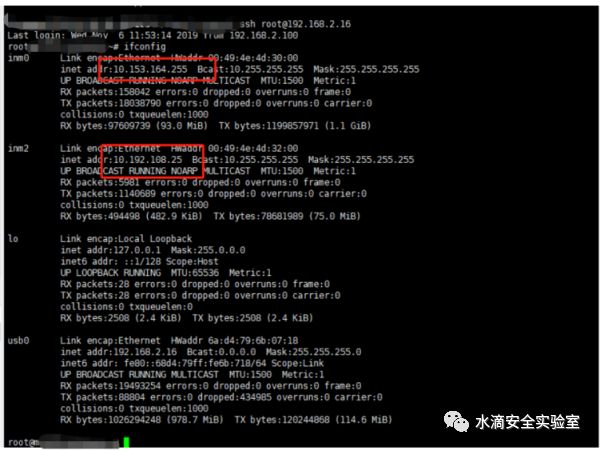 ssh root@192.168.2.16
Last login: Wed Nov  6 11:53:14 2019 from 192.168.2.100
root ~# ifconfig
inm0 Link encap:Ethernet HWaddr 00:49:4e:4d:30:00
inet addr:10.153.164.255 Bcast:10.255.255.255 Mask:255.255.255.255
UP BROADCAST RUNNING NOARP MULTICAST MTU:1500 Metric:1
RX packets:158042 errors:0 dropped:0 overruns:0 frame:0
TX packets:18038790 errors:0 dropped:0 overruns:0 carrier:0
collisions:0 txqueuelen:1000
RX bytes:97609739 (93.0 MiB) TX bytes:1199857971 (1.1 GiB)
inm2 Link encap:Ethernet HWaddr 00:49:4e:4d:32:00
inet addr:10.192.108.25 Bcast:10.255.255.255 Mask:255.255.255.255
UP BROADCAST RUNNING NOARP MULTICAST MTU:1500 Metric:1
RX packets:5981 errors:0 dropped:0 overruns:0 frame:0
TX packets:1140689 errors:0 dropped:0 overruns:0 carrier:0
collisions:0 txqueuelen:1000
RX bytes:494498 (482.9 KiB) TX bytes:78681989 (75.0 MiB)
lo Link encap:Local Loopback
inet addr:127.0.0.1 Mask:255.0.0.0
inet6 addr: ::1/128 Scope:Host
UP LOOPBACK RUNNING MTU:65536 Metric:1
RX packets:28 errors:0 dropped:0 overruns:0 frame:0
TX packets:28 errors:0 dropped:0 overruns:0 carrier:0
collisions:0 txqueuelen:0
RX bytes:2508 (2.4 KiB) TX bytes:2508 (2.4 KiB)
usb0 Link encap:Ethernet HWaddr 6a:d4:79:6b:07:18
inet addr:192.168.2.16 Bcast:0.0.0.0 Mask:255.255.255.0
inet6 addr: fe80::68d4:79ff:fe6b:718/64 Scope:Link
UP BROADCAST RUNNING MULTICAST MTU:1500 Metric:1
RX packets:19493254 errors:0 dropped:0 overruns:0 frame:0
TX packets:88804 errors:0 dropped:434985 overruns:0 carrier:0
collisions:0 txqueuelen:1000
RX bytes:1026294248 (978.7 MiB) TX bytes:120244868 (114.6 MiB)
root@m
水滴安全实验室